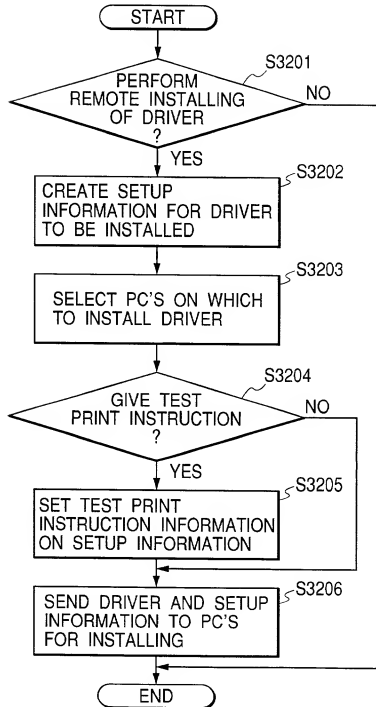 START
S3201
PERFORM
REMOTE INSTALLING
OF DRIVER
?
NO
YES
S3202
CREATE SETUP
INFORMATION FOR DRIVER
TO BE INSTALLED
S3203
SELECT PC'S ON WHICH
TO INSTALL DRIVER
S3204
GIVE TEST
PRINT INSTRUCTION
?
NO
YES
S3205
SET TEST PRINT
INSTRUCTION INFORMATION
ON SETUP INFORMATION
S3206
SEND DRIVER AND SETUP
INFORMATION TO PC'S
FOR INSTALLING
END